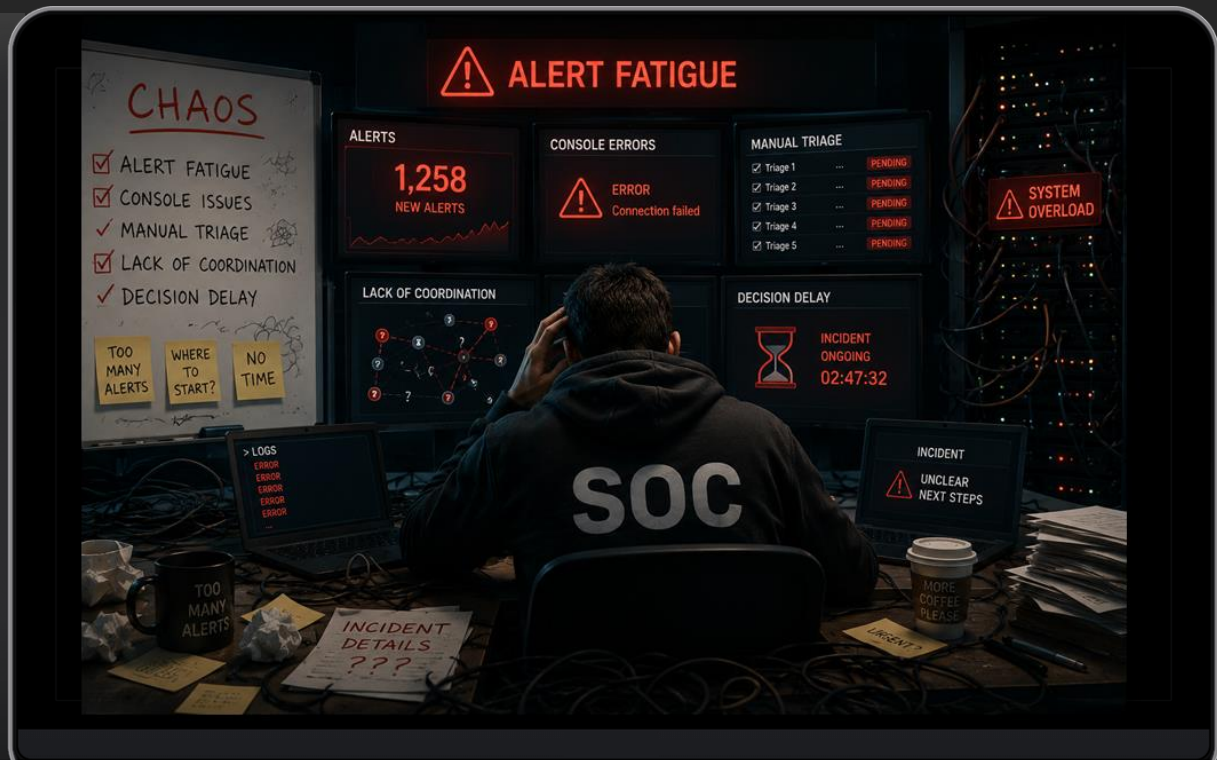 ALERT FATIGUE
CHAOS
ALERT FATIGUE
CONSOLE ISSUES
MANUAL TRIAGE
LACK OF COORDINATION
DECISION DELAY
TOO
MANY
ALERTS
WHERE
TO
START?
NO
TIME
ALERTS
1,258
NEW ALERTS
CONSOLE ERRORS
ERROR
Connection failed
MANUAL TRIAGE
Triage 1 ... PENDING
Triage 2 ... PENDING
Triage 3 ... PENDING
Triage 4 ... PENDING
Triage 5 ... PENDING
SYSTEM
OVERLOAD
LACK OF COORDINATION
DECISION DELAY
INCIDENT
ONGOING
02:47:32
> LOGS
ERROR
ERROR
ERROR
ERROR
ERROR
...
SOC
INCIDENT
UNCLEAR
NEXT STEPS
TOO
MANY
ALERTS
INCIDENT
DETAILS
? ? ?
MORE
COFFEE
PLEASE
URGENT?